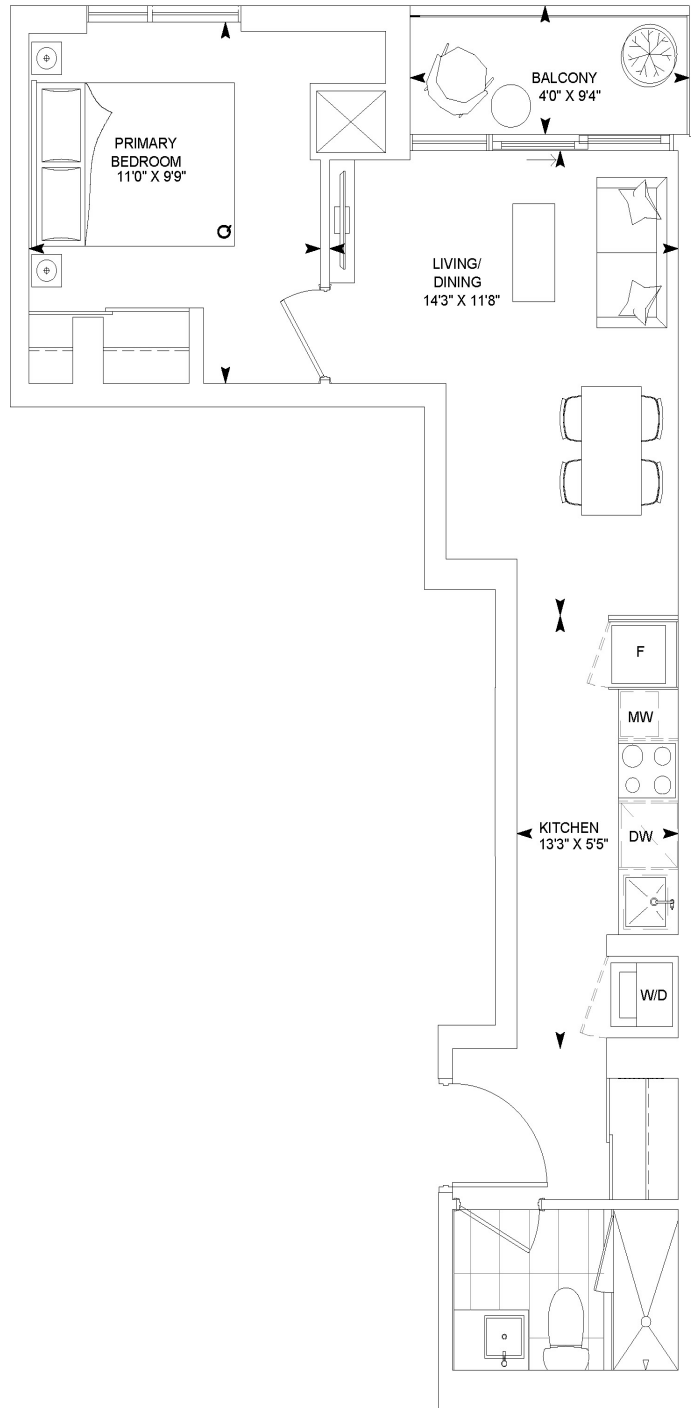 BALCONY
4'0" X 9'4"
PRIMARY
BEDROOM
11'0" X 9'9"
Q
LIVING/
DINING
14'3" X 11'8"
F
MW
KITCHEN
13'3" X 5'5"
DW
W/D